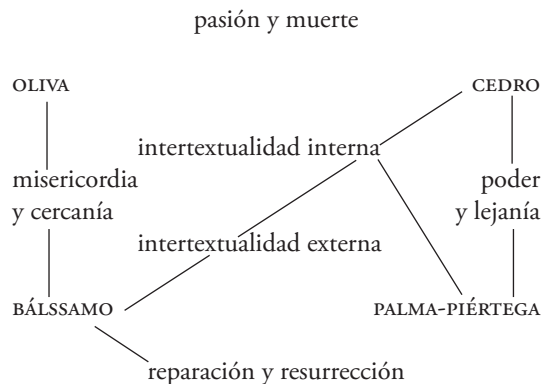 pasión y muerte
OLIVA
CEDRO
intertextualidad interna
misericordia
y cercanía
poder
y lejanía
intertextualidad externa
BÁLSSAMO
PALMA-PIÉRTEGA
reparación y resurrección